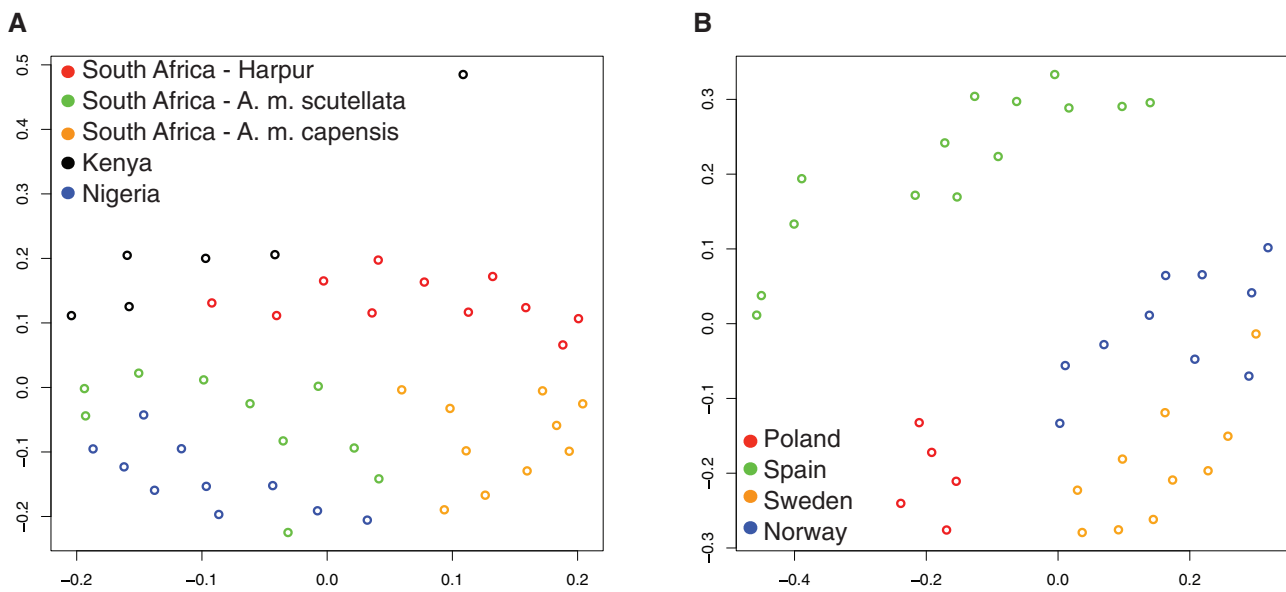 A
South Africa - Harpur
South Africa - A. m. scutellata
South Africa - A. m. capensis
Kenya
Nigeria
0.5
0.4
0.3
0.2
0.1
0.0
−0.1
−0.2
−0.2 −0.1 0.0 0.1 0.2
B
0.3
0.2
0.1
0.0
−0.1
−0.2
−0.3
Poland
Spain
Sweden
Norway
−0.4 −0.2 0.0 0.2